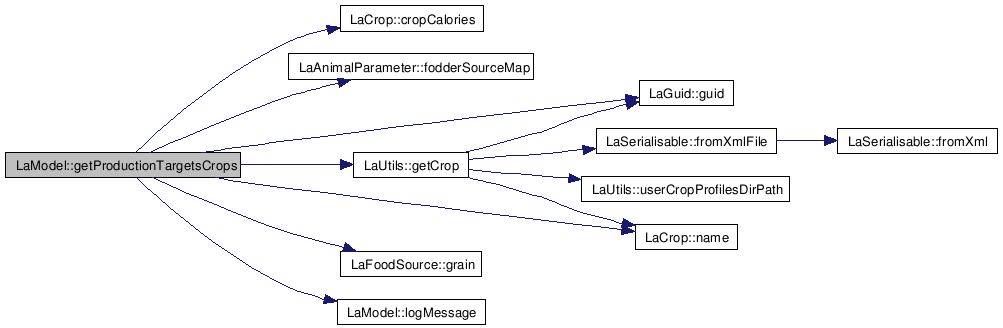 LaCrop::cropCalories
LaAnimalParameter::fodderSourceMap
LaGuid::guid
LaSerialisable::fromXmlFile
LaSerialisable::fromXml
LaModel::getProductionTargetsCrops
LaUtils::getCrop
LaUtils::userCropProfilesDirPath
LaCrop::name
LaFoodSource::grain
LaModel::logMessage